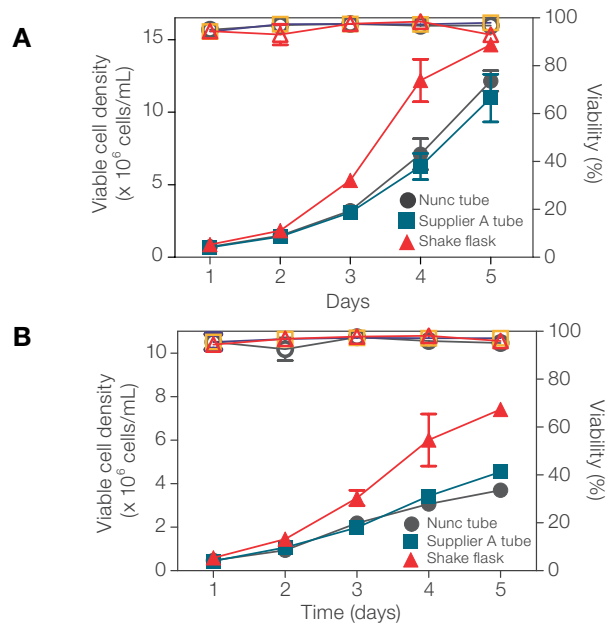 A
Viable cell density
(x 10⁶ cells/mL)
15
10
5
0
100
80
60
40
20
0
Viability (%)
Nunc tube
Supplier A tube
Shake flask
1 2 3 4 5
Days
B
Viable cell density
(x 10⁶ cells/mL)
10
8
6
4
2
0
100
80
60
40
20
0
Viability (%)
Nunc tube
Supplier A tube
Shake flask
1 2 3 4 5
Time (days)